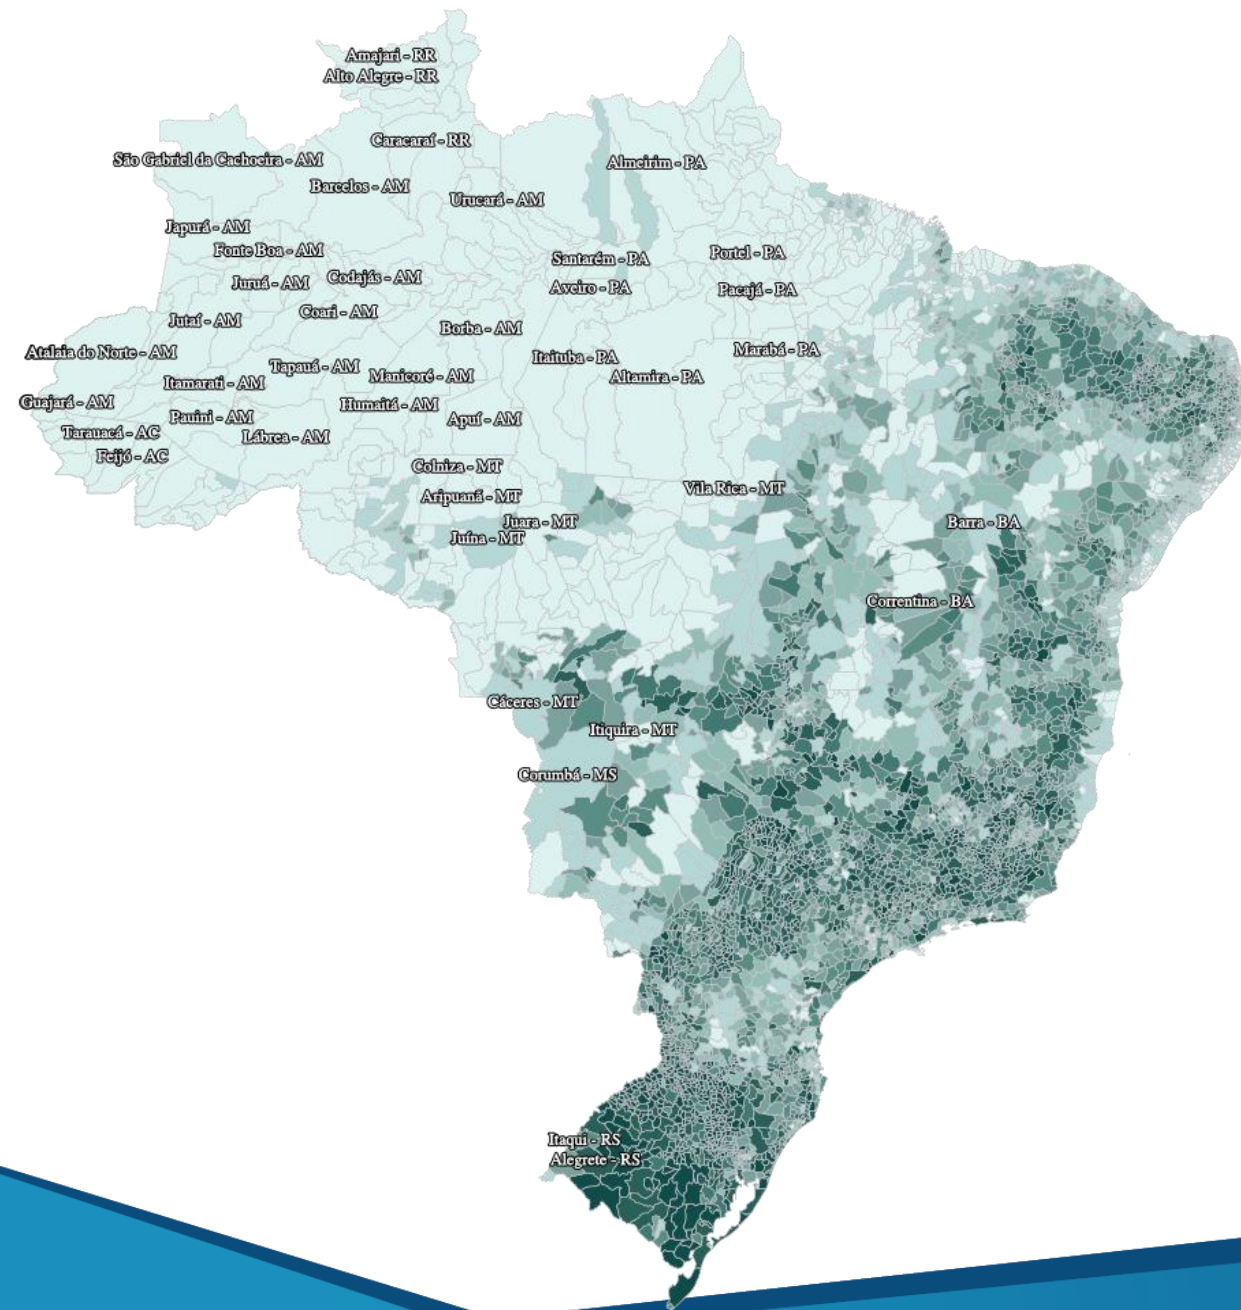 Amajari - RR
Alto Alegre - RR
Caracaraí - RR
São Gabriel da Cachoeira - AM
Almeirim - PA
Barcelos - AM
Urucará - AM
Japurá - AM
Fonte Boa - AM
Santarém - PA
Portel - PA
Juruá - AM
Codajás - AM
Aveiro - PA
Pacajá - PA
Coari - AM
Jutaí - AM
Borba - AM
Atalaia do Norte - AM
Itaituba - PA
Marabá - PA
Tapauá - AM
Itamarati - AM
Manicoré - AM
Altamira - PA
Guajará - AM
Humaitá - AM
Pauini - AM
Apuí - AM
Tarauacá - AC
Lábrea - AM
Feijó - AC
Colniza - MT
Vila Rica - MT
Aripuanã - MT
Juara - MT
Barra - BA
Juína - MT
Correntina - BA
Cáceres - MT
Itiquira - MT
Corumbá - MS
Itaqui - RS
Alegrete - RS